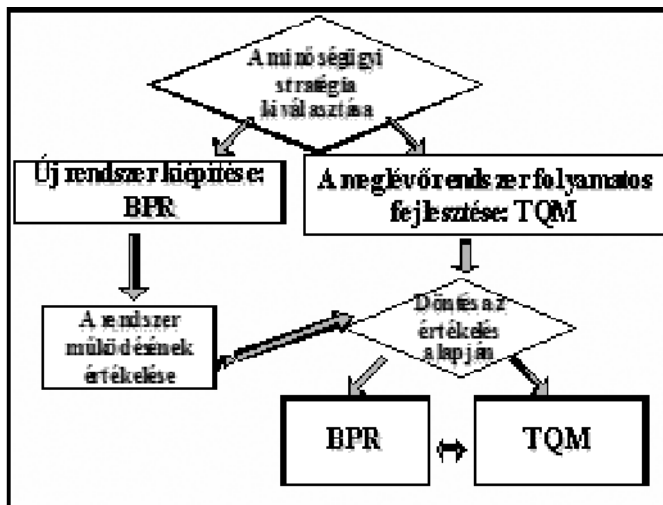 A minőségügyi
stratégia
kiválasztása
Új rendszer kiépítése:
BPR
A neglévő rendszer folyamatos
fejlesztése: TQM
A rendszer
működésének
értékelése
Döntés az
értékelés
alapján
BPR
TQM